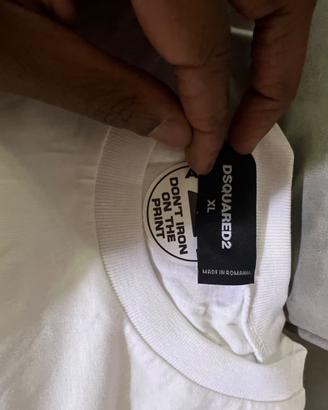 DSQUARED2
XL
MADE IN ROMANIA
DON'T IRON
ON THE
PRINT